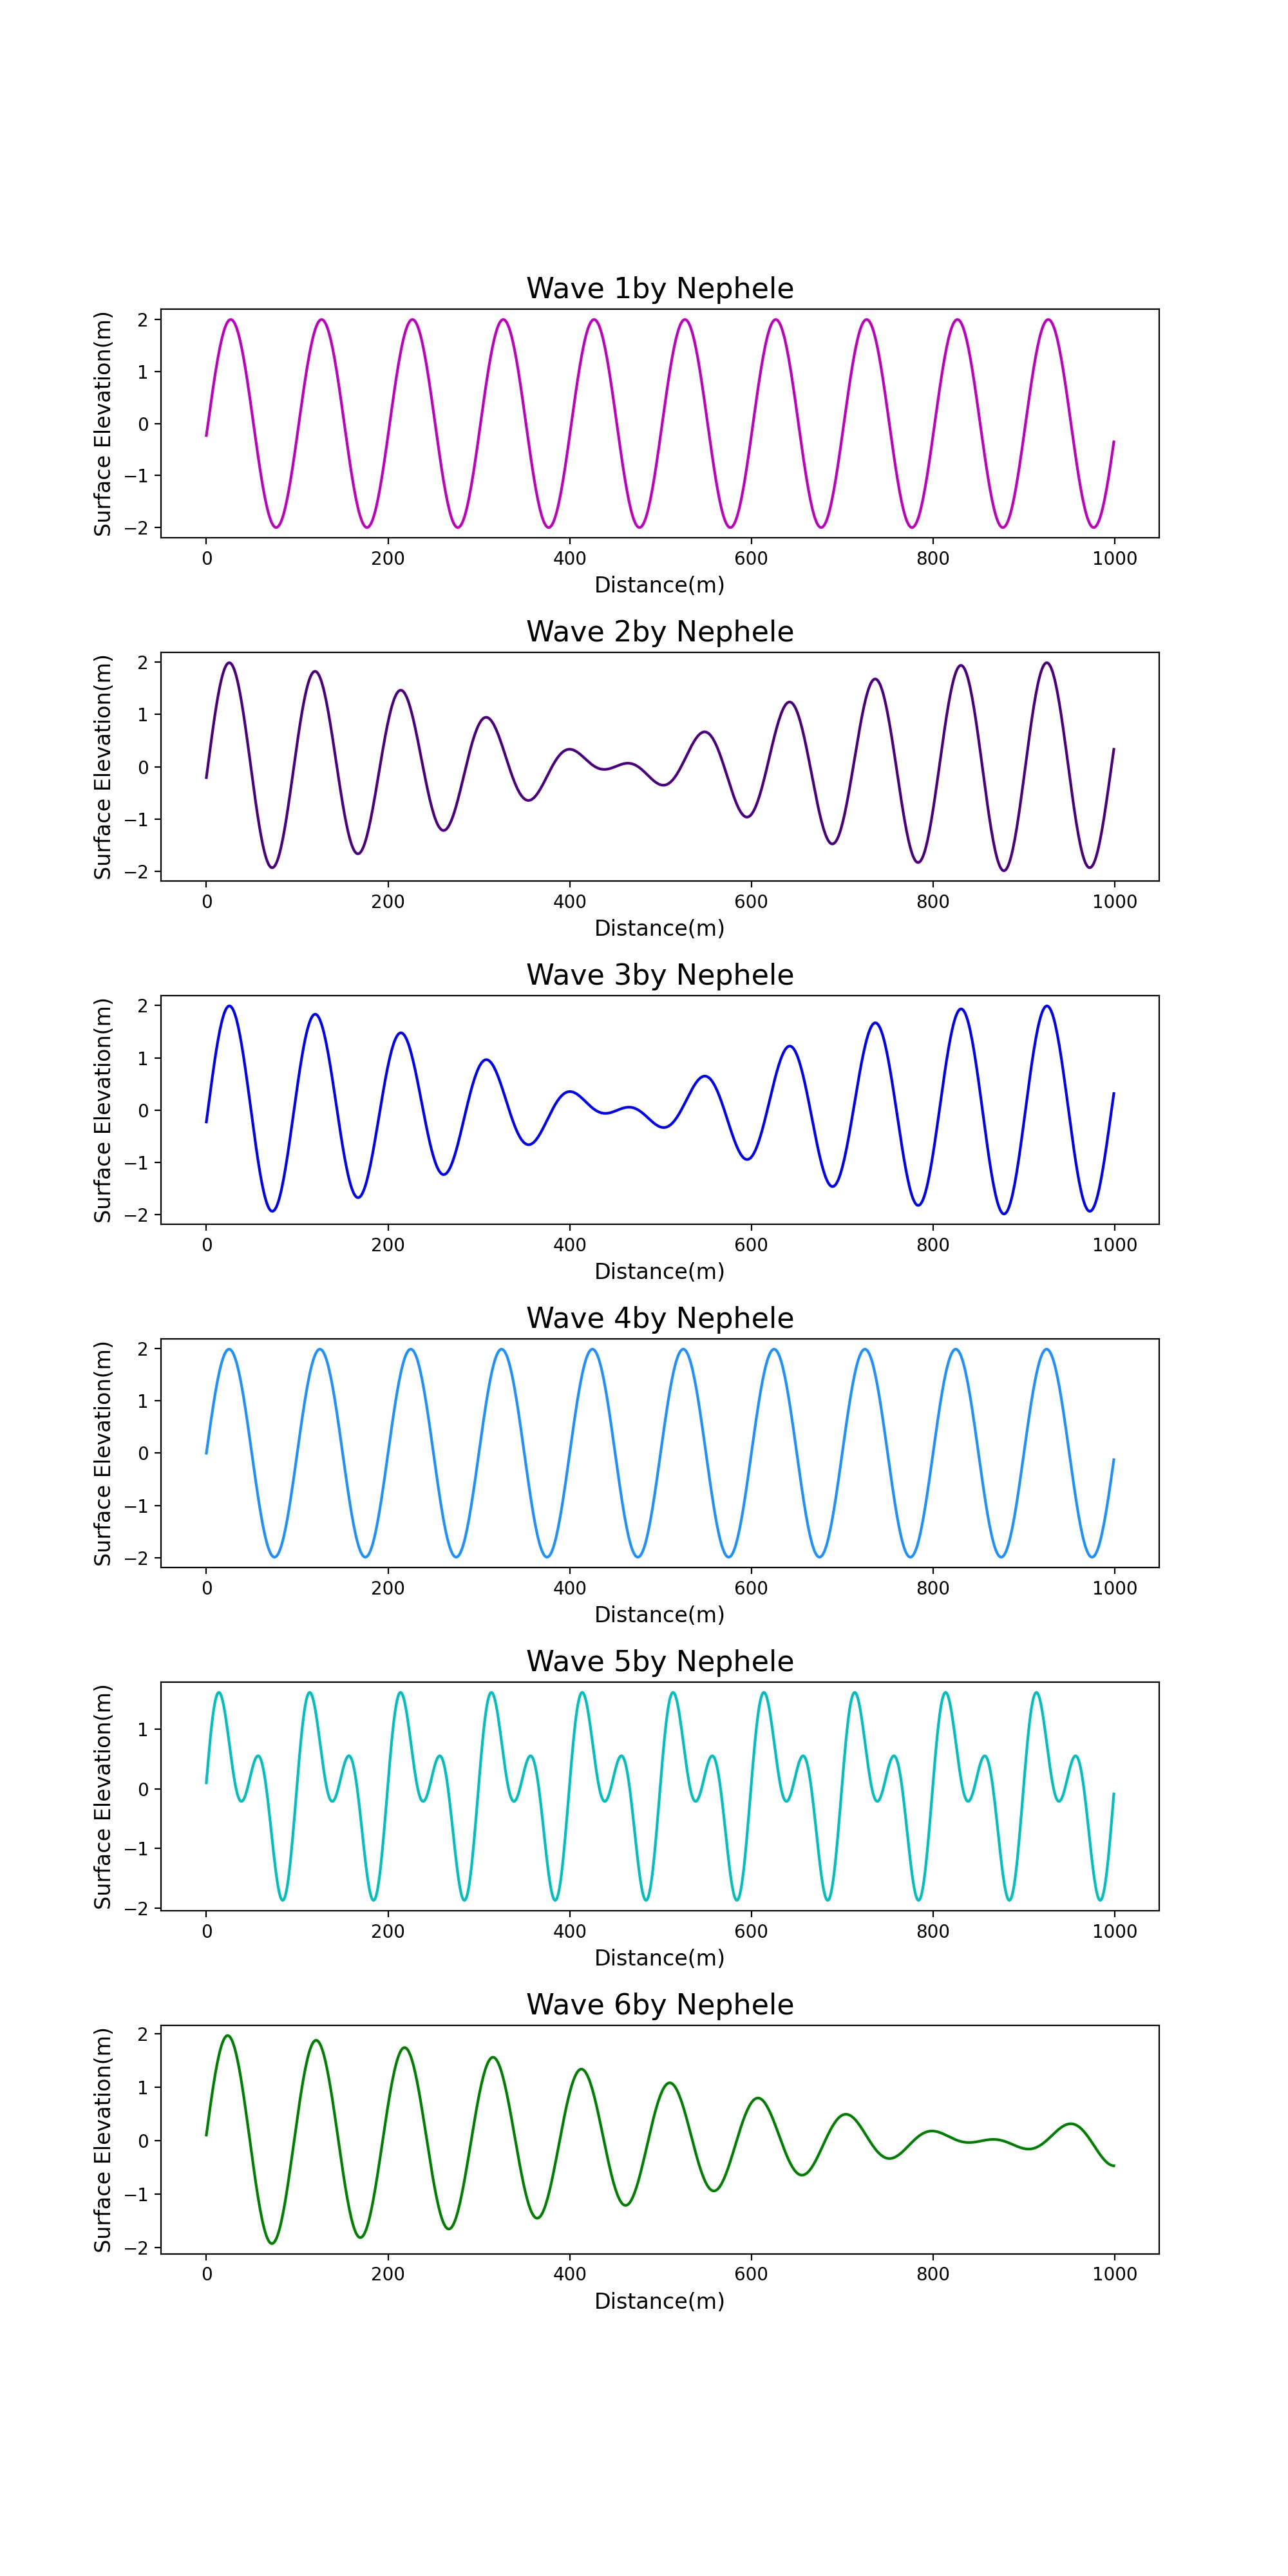 Wave 1by Nephele
Surface Elevation(m)
2
1
0
−1
−2
0 200 400 600 800 1000
Distance(m)
Wave 2by Nephele
Surface Elevation(m)
2
1
0
−1
−2
0 200 400 600 800 1000
Distance(m)
Wave 3by Nephele
Surface Elevation(m)
2
1
0
−1
−2
0 200 400 600 800 1000
Distance(m)
Wave 4by Nephele
Surface Elevation(m)
2
1
0
−1
−2
0 200 400 600 800 1000
Distance(m)
Wave 5by Nephele
Surface Elevation(m)
1
0
−1
−2
0 200 400 600 800 1000
Distance(m)
Wave 6by Nephele
Surface Elevation(m)
2
1
0
−1
−2
0 200 400 600 800 1000
Distance(m)